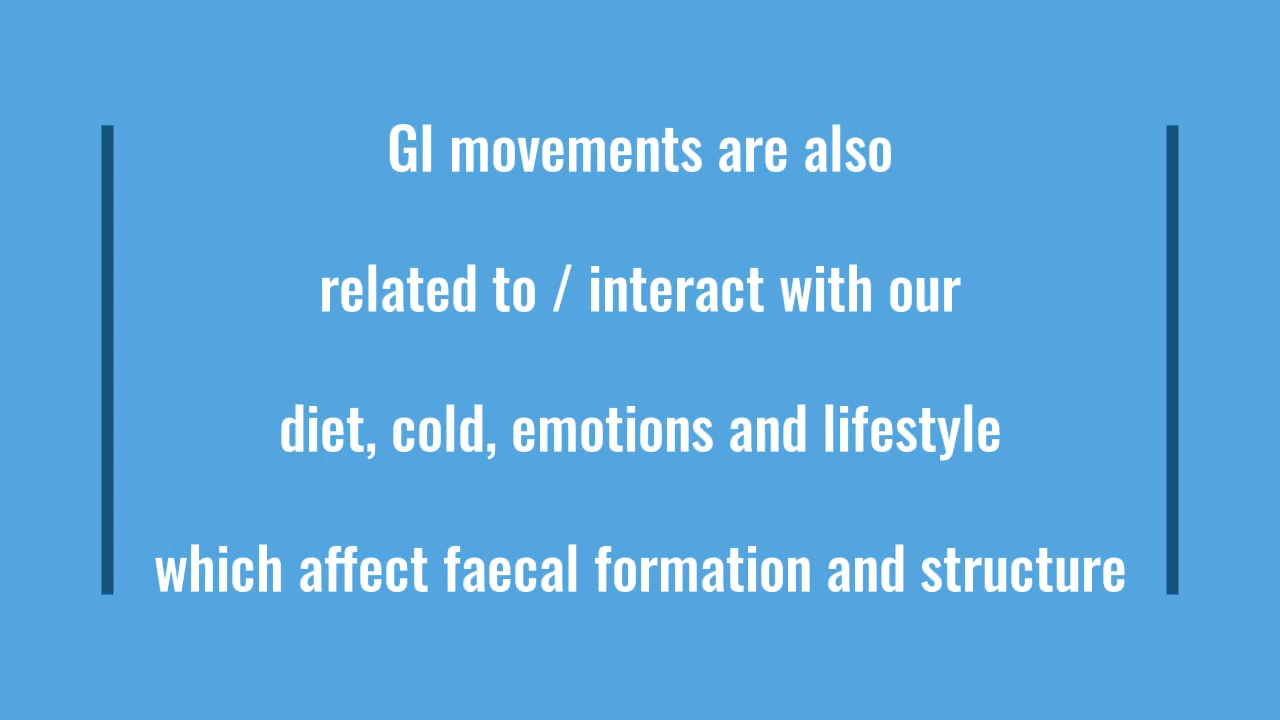 GI movements are also
related to / interact with our
diet, cold, emotions and lifestyle
which affect faecal formation and structure